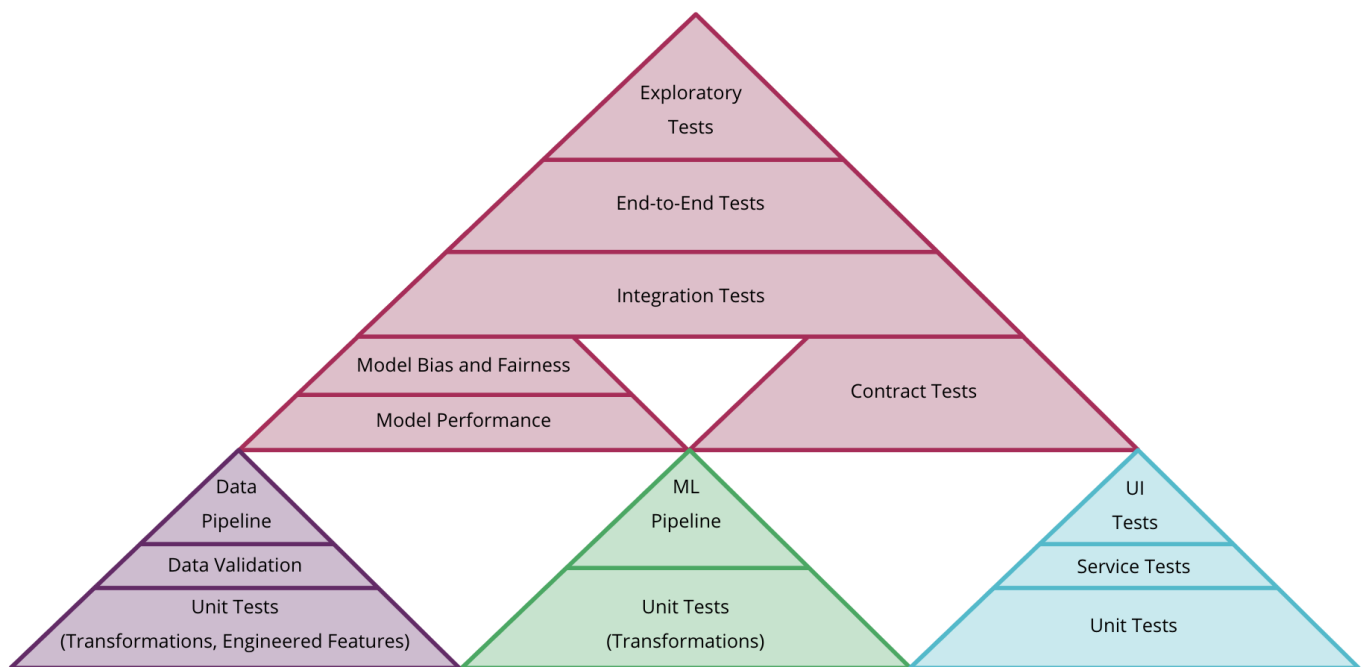 Exploratory
Tests
End-to-End Tests
Integration Tests
Model Bias and Fairness
Model Performance
Contract Tests
Data
Pipeline
Data Validation
Unit Tests
(Transformations, Engineered Features)
ML
Pipeline
Unit Tests
(Transformations)
UI
Tests
Service Tests
Unit Tests